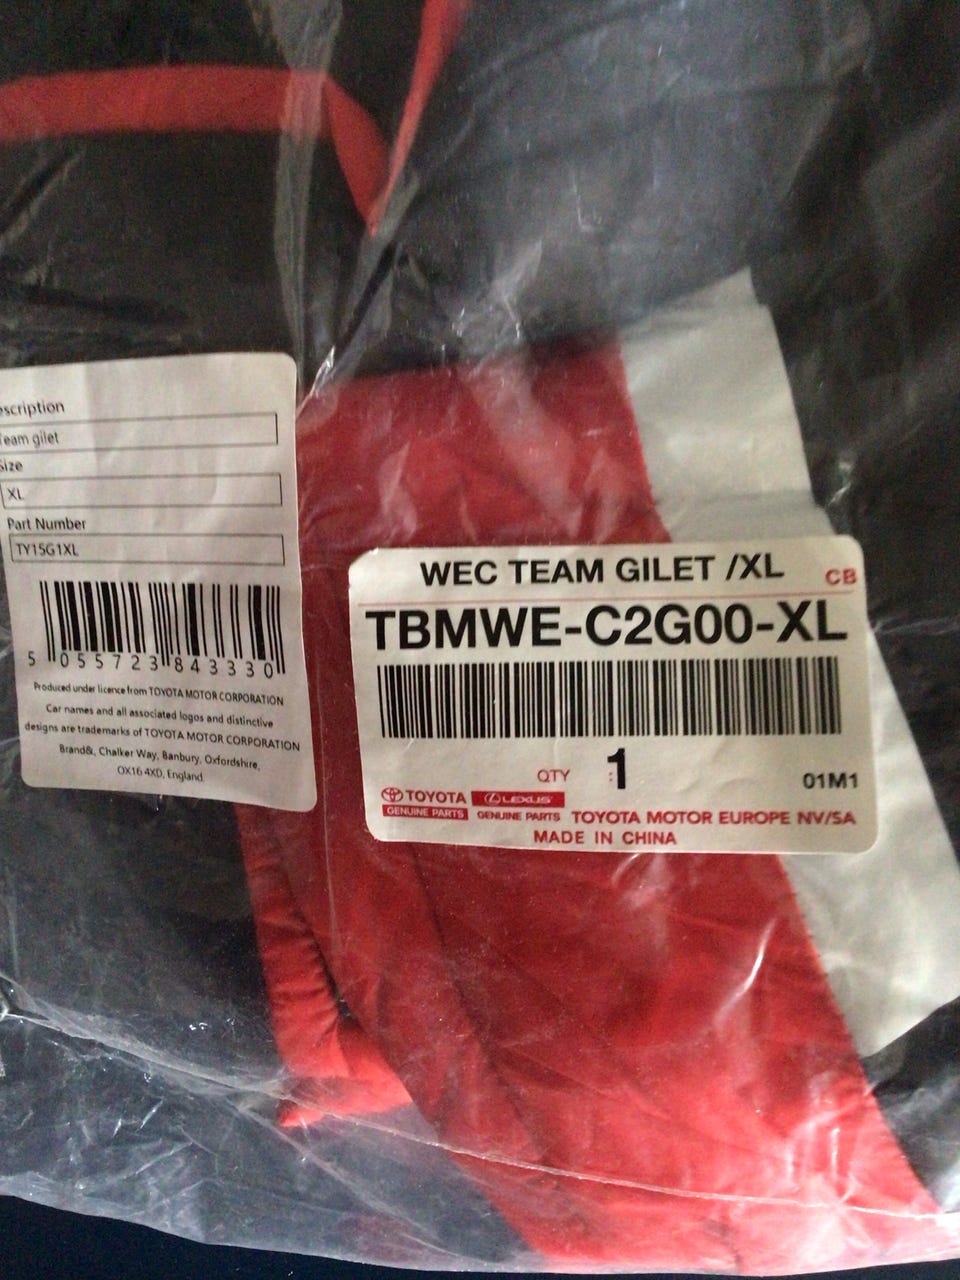 escription
Team gilet
Size
XL
Part Number
TY15G1XL
5 055723 843330
Produced under licence from TOYOTA MOTOR CORPORATION
Car names and all associated logos and distinctive
designs are trademarks of TOYOTA MOTOR CORPORATION
Brand&, Chalker Way, Banbury, Oxfordshire,
OX16 4XD, England.
WEC TEAM GILET /XL CB
TBMWE-C2G00-XL
QTY 1 01M1
TOYOTA LEXUS
GENUINE PARTS GENUINE PARTS TOYOTA MOTOR EUROPE NV/SA
MADE IN CHINA